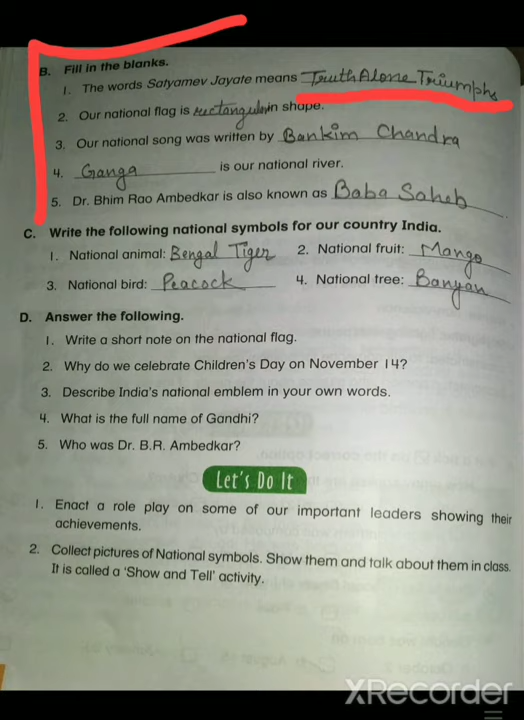 B. Fill in the blanks.
1. The words Satyamev Jayate means Truth Alone Triumphs
2. Our national flag is rectangular in shape.
3. Our national song was written by Bankim Chandra
4. Ganga is our national river.
5. Dr. Bhim Rao Ambedkar is also known as Baba Saheb
C. Write the following national symbols for our country India.
1. National animal: Bengal Tiger 2. National fruit: Mango
3. National bird: Peacock 4. National tree: Banyan
D. Answer the following.
1. Write a short note on the national flag.
2. Why do we celebrate Children's Day on November 14?
3. Describe India's national emblem in your own words.
4. What is the full name of Gandhi?
5. Who was Dr. B.R. Ambedkar?
Let's Do It
1. Enact a role play on some of our important leaders showing their
achievements.
2. Collect pictures of National symbols. Show them and talk about them in class.
It is called a 'Show and Tell' activity.
XRecorder